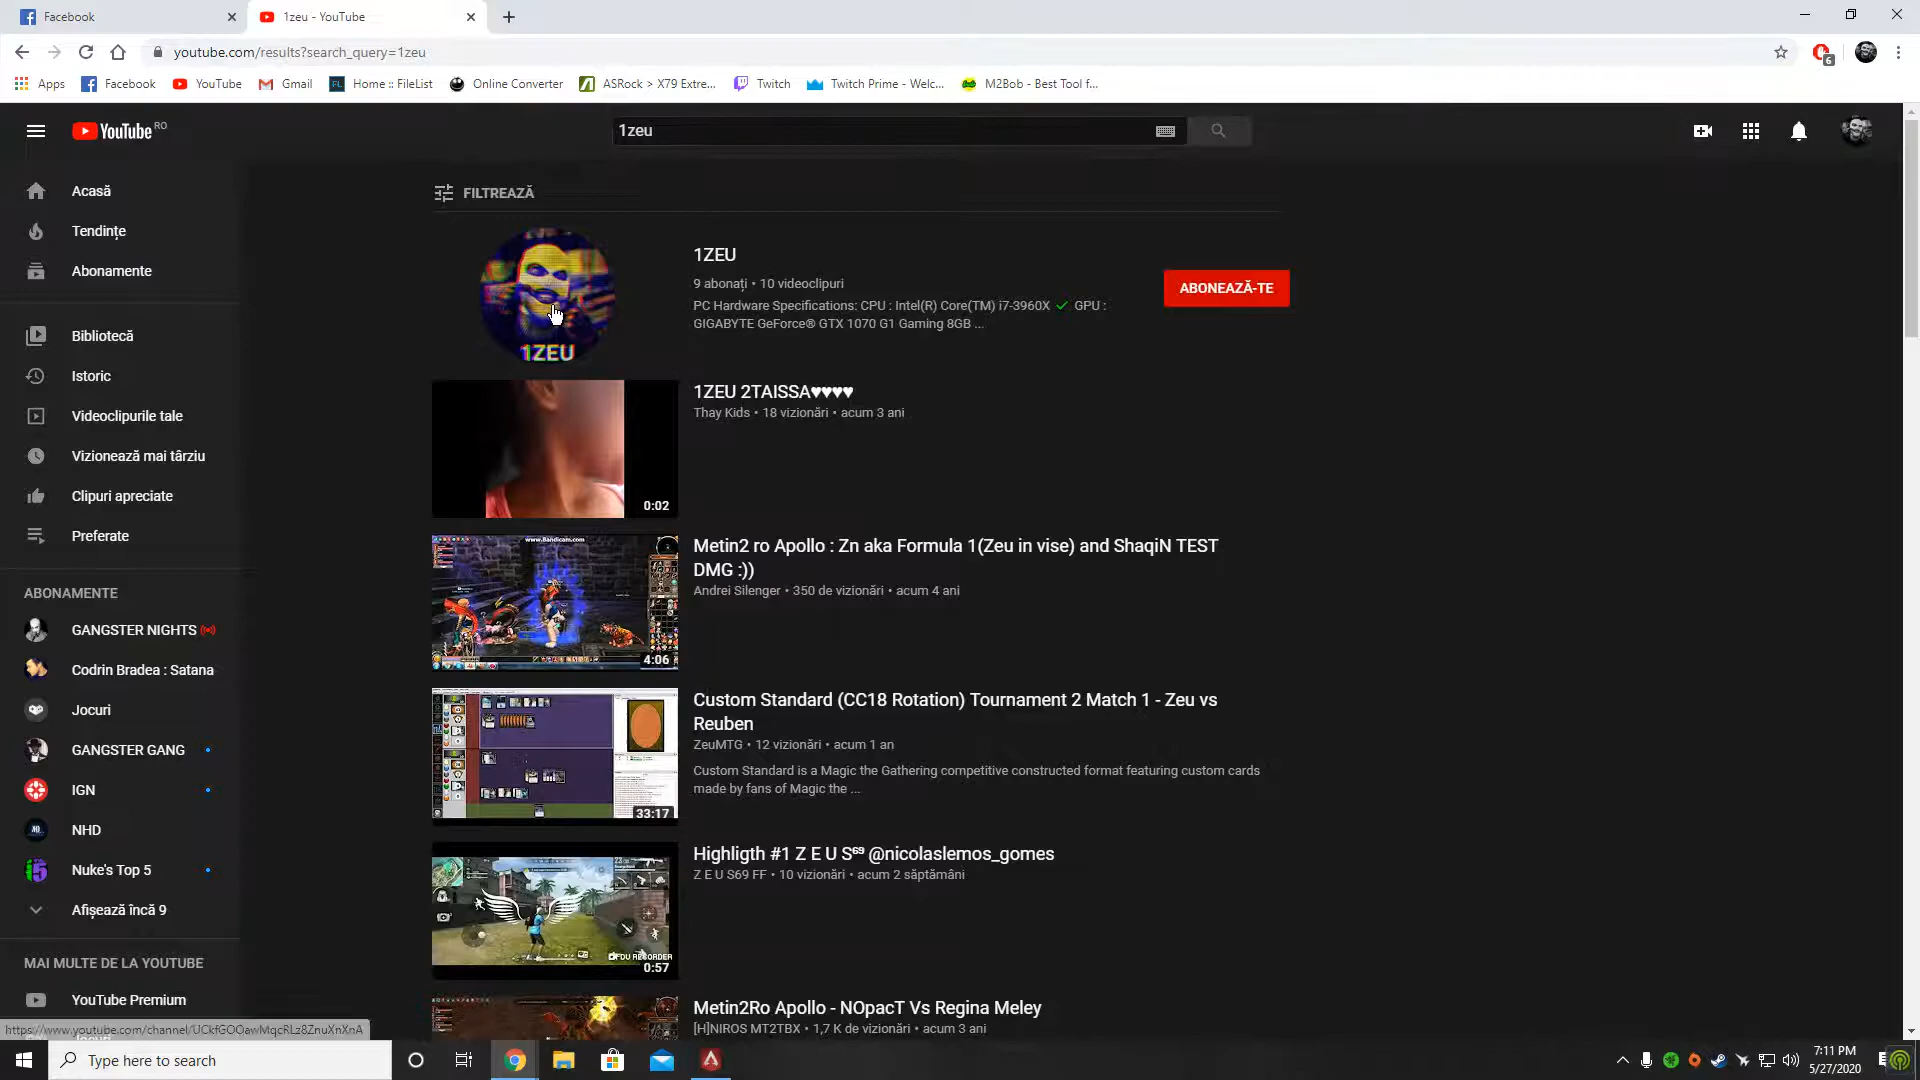 Facebook
1zeu - YouTube
youtube.com/results?search_query=1zeu
6
Apps
Facebook
YouTube
Gmail
Home :: FileList
Online Converter
ASRock > X79 Extre...
Twitch
Twitch Prime - Welc...
M2Bob - Best Tool f...
YouTube RO
1zeu
Acasă
Tendințe
Abonamente
Bibliotecă
Istoric
Videoclipurile tale
Vizionează mai târziu
Clipuri apreciate
Preferate
ABONAMENTE
GANGSTER NIGHTS
Codrin Bradea : Satana
Jocuri
GANGSTER GANG
IGN
NHD
Nuke's Top 5
Afișează încă 9
MAI MULTE DE LA YOUTUBE
YouTube Premium
https://www.youtube.com/channel/UCkfGOOawMqcRLz8ZnuXnXnA
FILTREAZĂ
1ZEU
1ZEU
9 abonați • 10 videoclipuri
PC Hardware Specifications: CPU : Intel(R) Core(TM) i7-3960X ✓ GPU :
GIGABYTE GeForce® GTX 1070 G1 Gaming 8GB ...
ABONEAZĂ-TE
1ZEU 2TAISSA♥♥♥♥
Thay Kids • 18 vizionări • acum 3 ani
0:02
www.Bandicam.com
Metin2 ro Apollo : Zn aka Formula 1(Zeu in vise) and ShaqiN TEST
DMG :))
Andrei Silenger • 350 de vizionări • acum 4 ani
4:06
Custom Standard (CC18 Rotation) Tournament 2 Match 1 - Zeu vs
Reuben
ZeuMTG • 12 vizionări • acum 1 an
Custom Standard is a Magic the Gathering competitive constructed format featuring custom cards
made by fans of Magic the ...
33:17
Highligth #1 Z E U S⁶⁹ @nicolaslemos_gomes
Z E U S69 FF • 10 vizionări • acum 2 săptămâni
DU RECORDER
0:57
Metin2Ro Apollo - NOpacT Vs Regina Meley
[H]NIROS MT2TBX • 1,7 K de vizionări • acum 3 ani
Type here to search
7:11 PM
5/27/2020